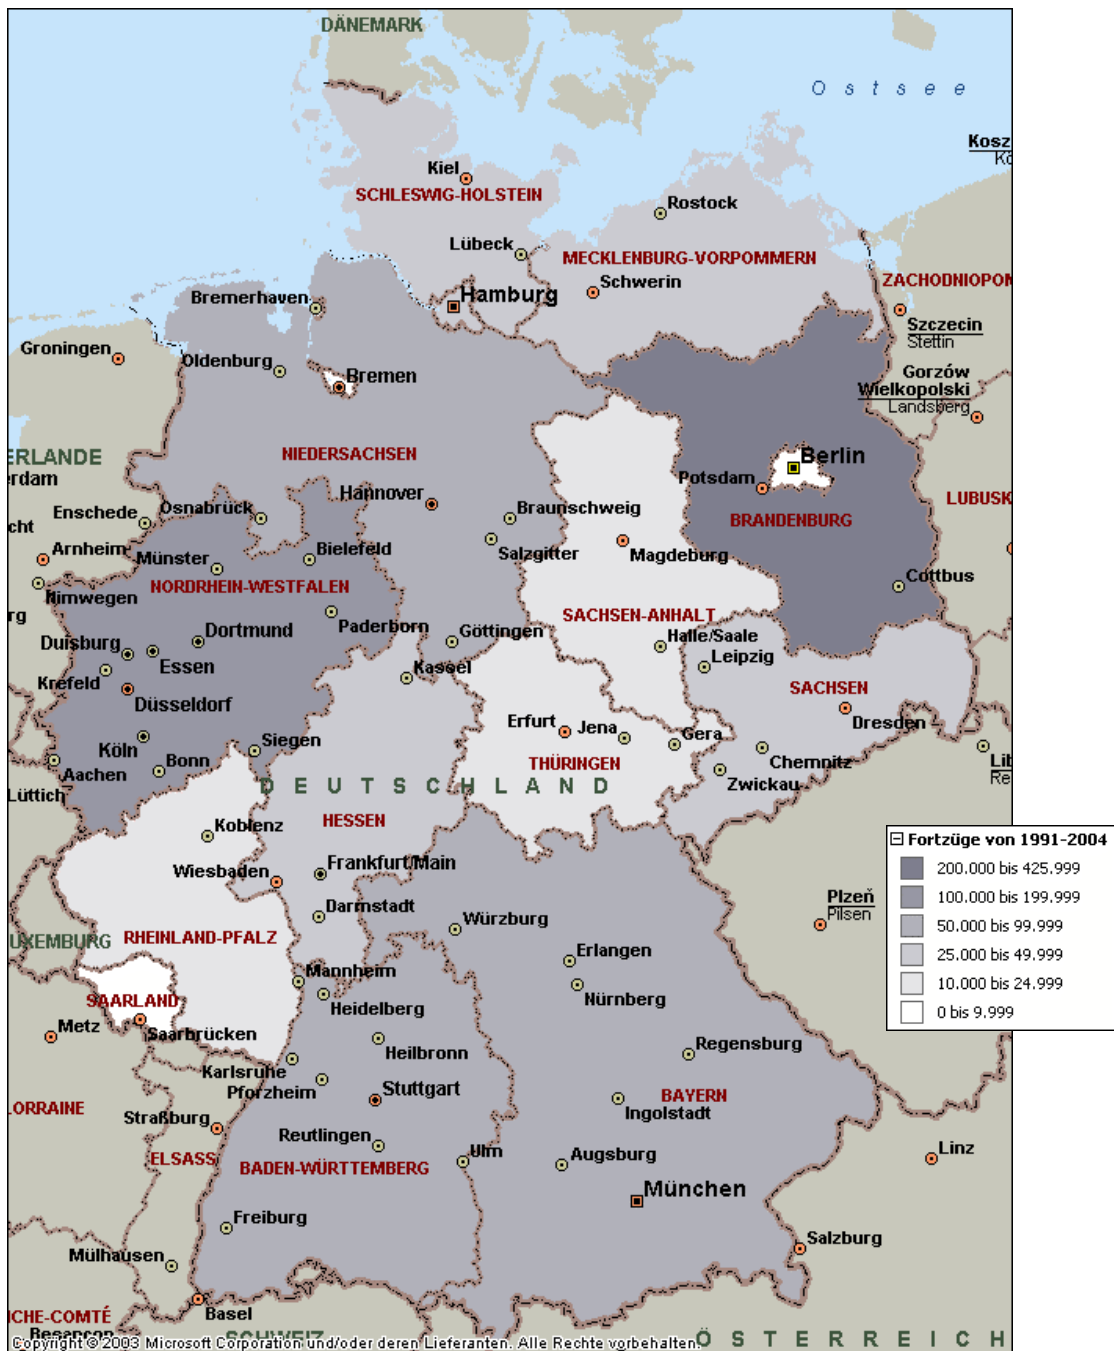 DÄNEMARK
Ostsee
Kosz
Kö
Kiel
SCHLESWIG-HOLSTEIN
Rostock
Lübeck
MECKLENBURG-VORPOMMERN
Schwerin
ZACHODNIOPOM
Bremerhaven
Hamburg
Szczecin
Stettin
Groningen
Oldenburg
Bremen
Gorzów
Wielkopolski
Landsberg
ERLANDE
rdam
NIEDERSACHSEN
Berlin
Potsdam
Hannover
LUBUSK
Enschede
Osnabrück
Braunschweig
BRANDENBURG
cht
Arnheim
Münster
Bielefeld
Salzgitter
Magdeburg
Nimwegen
NORDRHEIN-WESTFALEN
Cottbus
rg
SACHSEN-ANHALT
Duisburg
Dortmund
Paderborn
Göttingen
Halle/Saale
Krefeld
Essen
Kassel
Leipzig
Düsseldorf
SACHSEN
Erfurt
Jena
Gera
Dresden
Köln
Siegen
Aachen
Bonn
THÜRINGEN
Chemnitz
Lib
Re
Lüttich
DEUTSCHLAND
Zwickau
Koblenz
HESSEN
Wiesbaden
Frankfurt/Main
Darmstadt
Würzburg
Plzeň
Pilsen
UXEMBURG
RHEINLAND-PFALZ
Erlangen
Mannheim
Nürnberg
SAARLAND
Heidelberg
Metz
Saarbrücken
Heilbronn
Regensburg
Karlsruhe
Pforzheim
Stuttgart
BAYERN
LORRAINE
Ingolstadt
Straßburg
Reutlingen
ELSASS
BADEN-WÜRTTEMBERG
Ulm
Augsburg
Linz
München
Freiburg
Salzburg
Mülhausen
Basel
CHE-COMTÉ
Besançon
SCHWEIZ
ÖSTERREICH
Copyright © 2003 Microsoft Corporation und/oder deren Lieferanten. Alle Rechte vorbehalten.
Fortzüge von 1991-2004
200.000 bis 425.999
100.000 bis 199.999
50.000 bis 99.999
25.000 bis 49.999
10.000 bis 24.999
0 bis 9.999